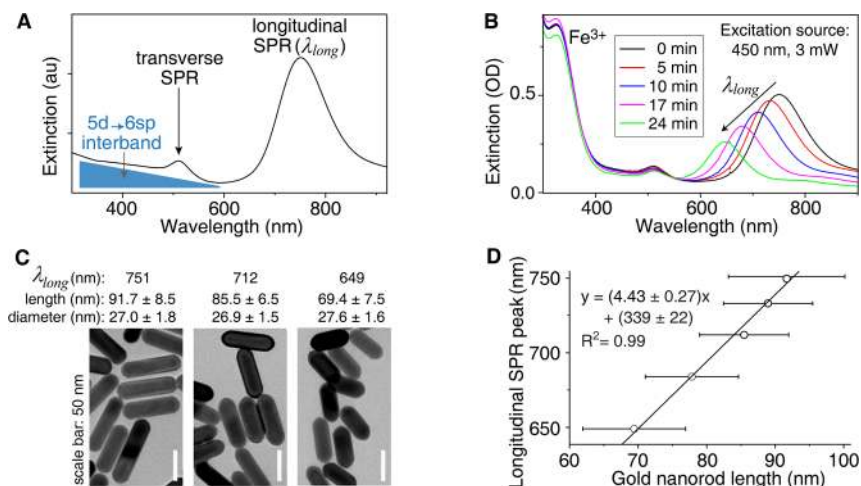 A
longitudinal
SPR (λlong)
transverse
SPR
5d→6sp
interband
Extinction (au)
400 600 800
Wavelength (nm)
B
Fe³⁺
Excitation source:
450 nm, 3 mW
0 min
5 min
10 min
17 min
24 min
λlong
Extinction (OD)
0.5
0.0
400 600 800
Wavelength (nm)
C
λlong(nm): 751 712 649
length (nm): 91.7 ± 8.5 85.5 ± 6.5 69.4 ± 7.5
diameter (nm): 27.0 ± 1.8 26.9 ± 1.5 27.6 ± 1.6
scale bar: 50 nm
D
Longitudinal SPR peak(nm)
750
700
650
y = (4.43 ± 0.27)x
+ (339 ± 22)
R²= 0.99
60 70 80 90 100
Gold nanorod length (nm)